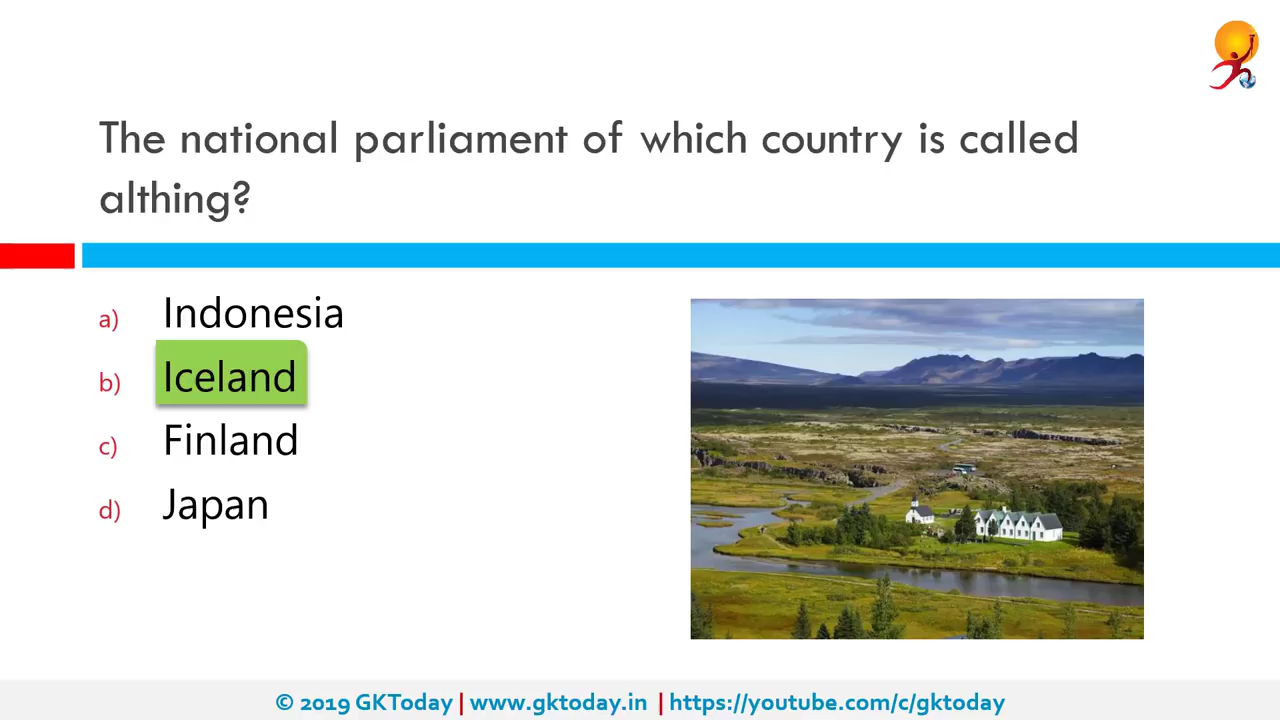 The national parliament of which country is called
althing?
a) Indonesia
b) Iceland
c) Finland
d) Japan
© 2019 GKToday | www.gktoday.in | https://youtube.com/c/gktoday